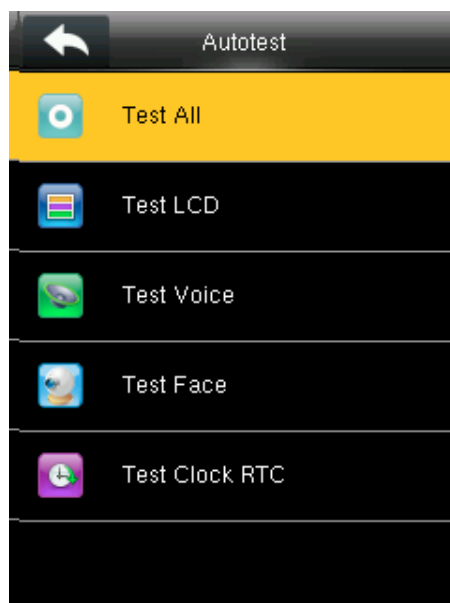 Autotest
Test All
Test LCD
Test Voice
Test Face
Test Clock RTC